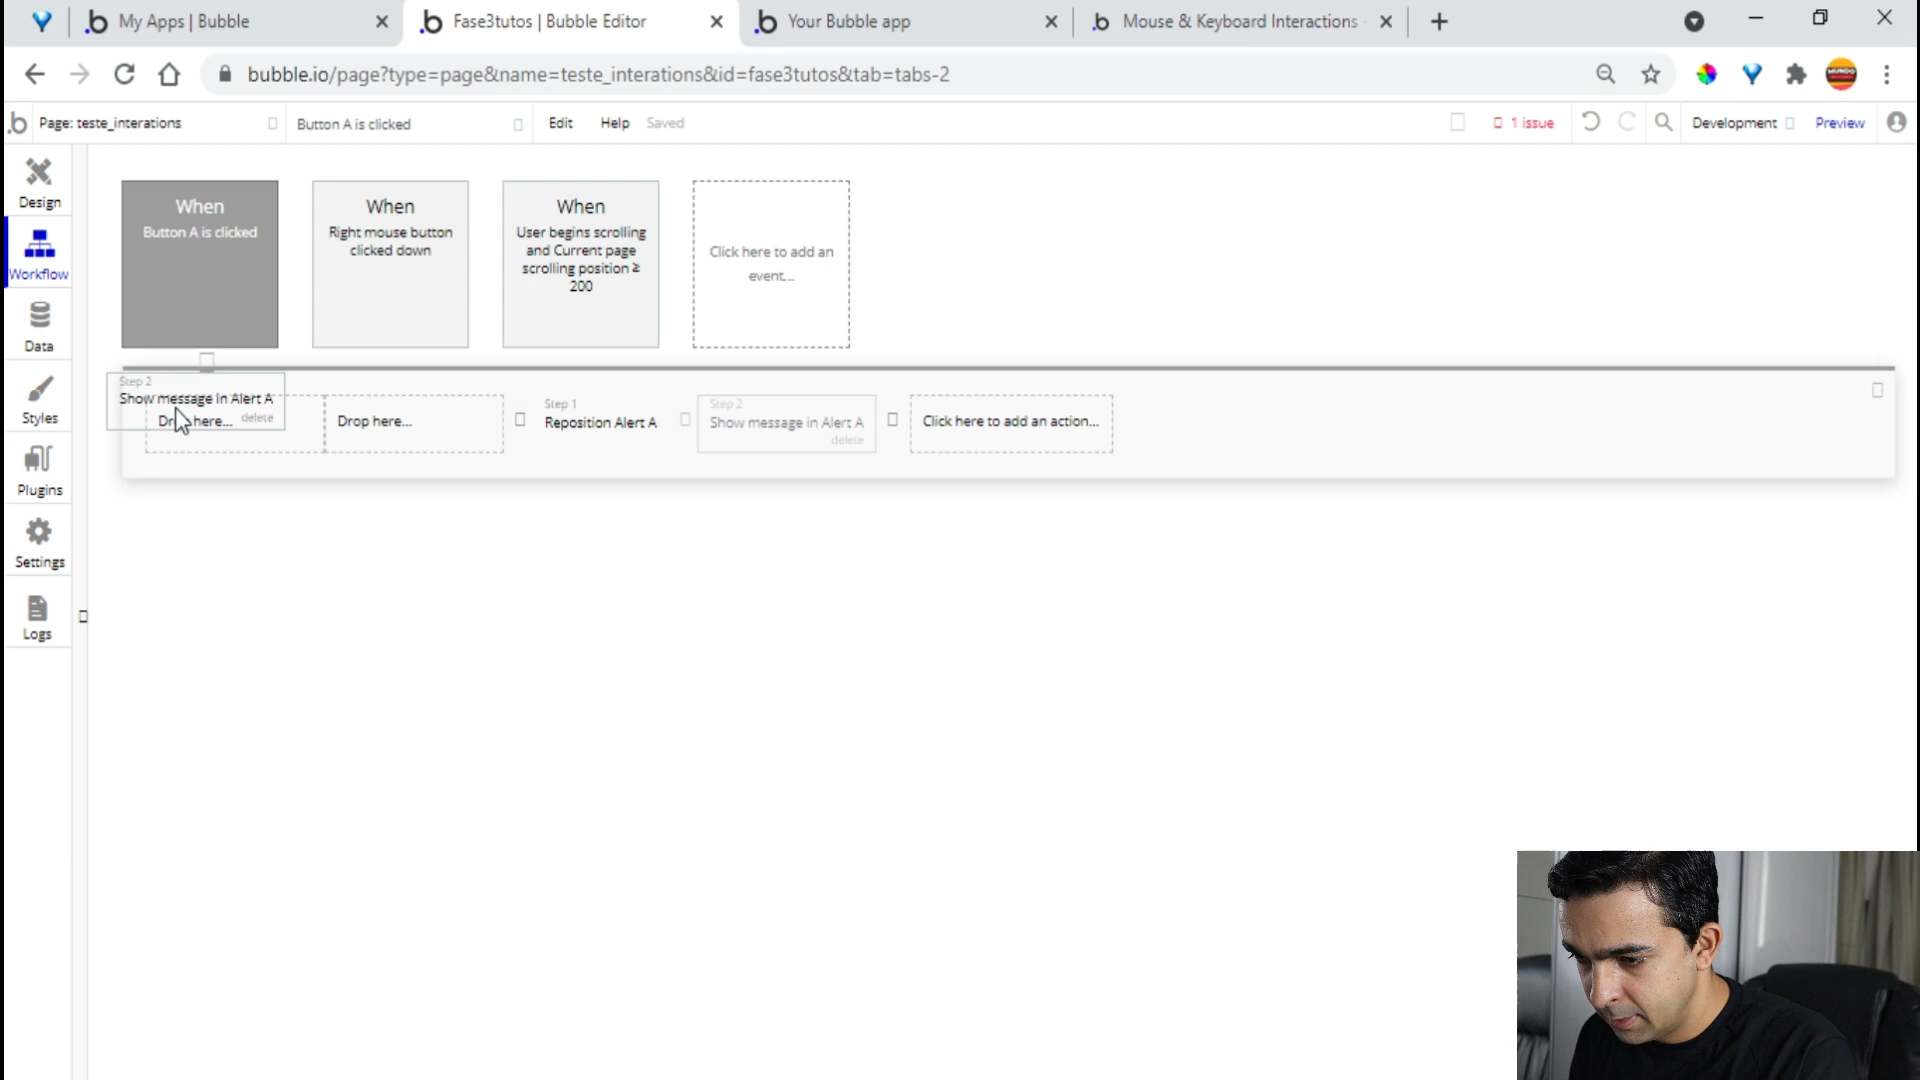 My Apps | Bubble
Fase3tutos | Bubble Editor
Your Bubble app
Mouse & Keyboard Interactions -
bubble.io/page?type=page&name=teste_interations&id=fase3tutos&tab=tabs-2
Page: teste_interations
Button A is clicked
Edit
Help
Saved
1 issue
Development
Preview
Design
Workflow
Data
Styles
Plugins
Settings
Logs
When
Button A is clicked
When
Right mouse button
clicked down
When
User begins scrolling
and Current page
scrolling position ≥
200
Click here to add an
event...
Step 2
Show message in Alert A
delete
Drop here...
Drop here...
Step 1
Reposition Alert A
Step 2
Show message in Alert A
delete
Click here to add an action...